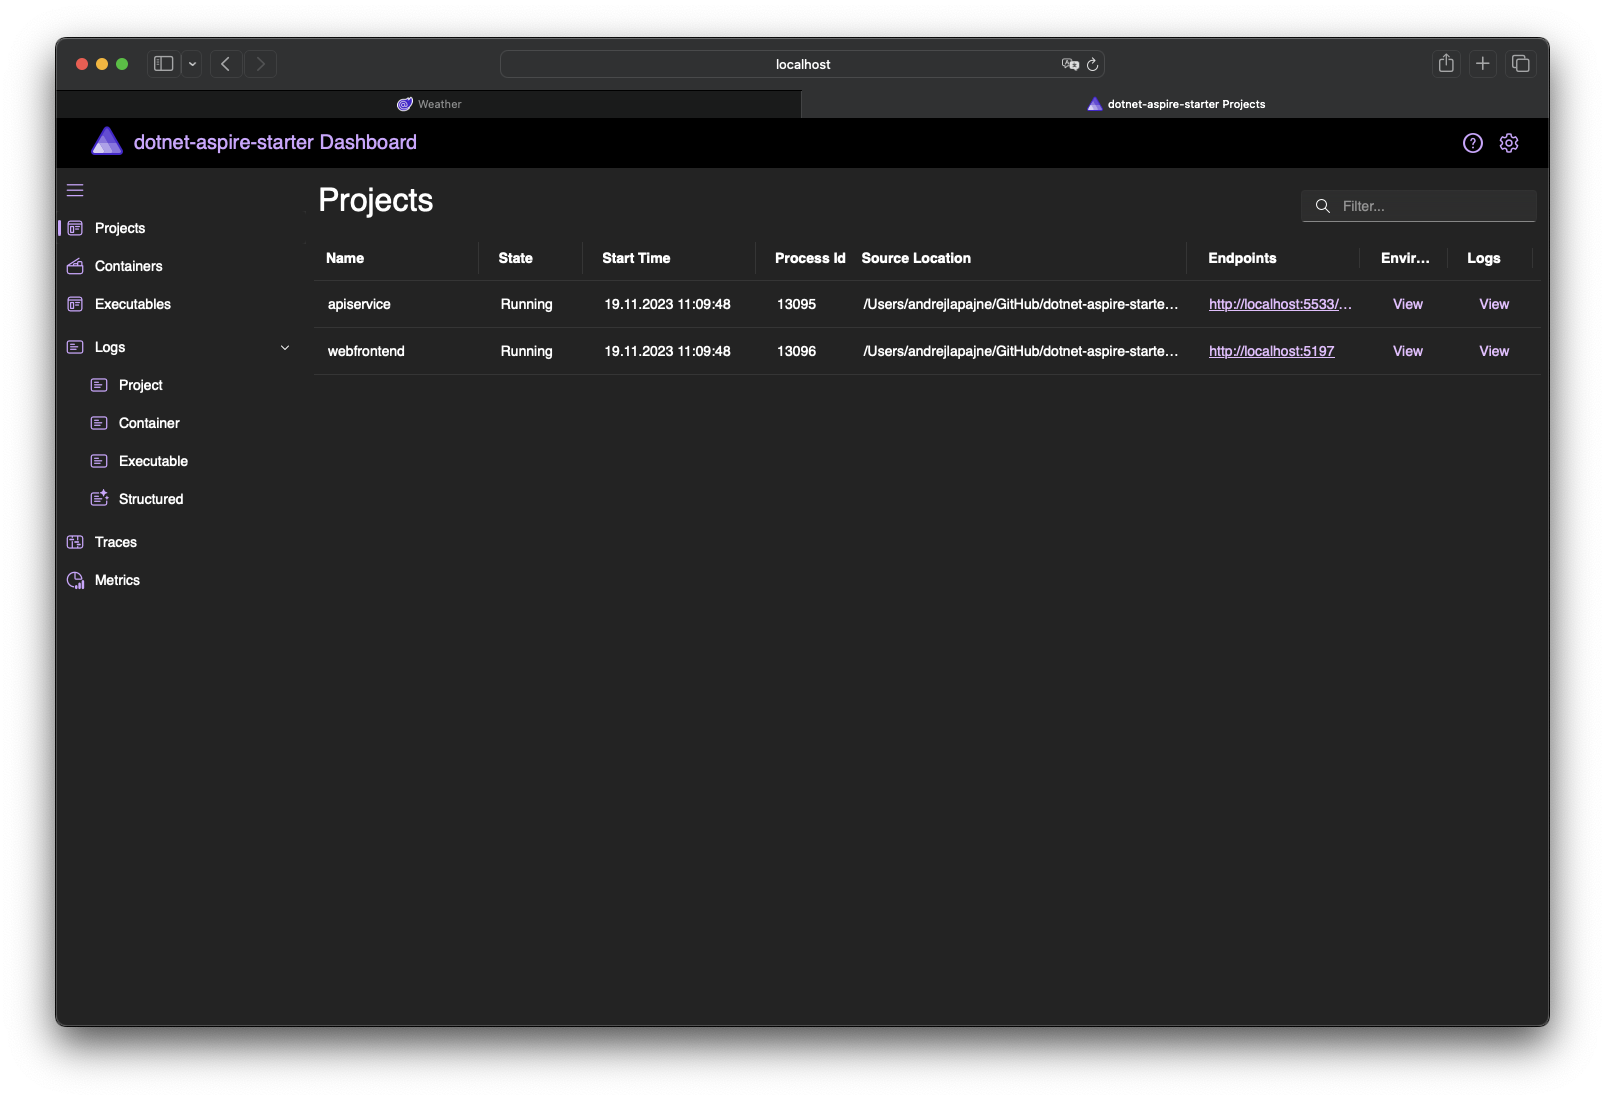 localhost
Weather
dotnet-aspire-starter Projects
dotnet-aspire-starter Dashboard
Projects
Containers
Executables
Logs
Project
Container
Executable
Structured
Traces
Metrics
Projects
Filter...
Name State Start Time Process Id Source Location Endpoints Envir... Logs
apiservice Running 19.11.2023 11:09:48 13095 /Users/andrejlapajne/GitHub/dotnet-aspire-starte... http://localhost:5533/... View View
webfrontend Running 19.11.2023 11:09:48 13096 /Users/andrejlapajne/GitHub/dotnet-aspire-starte... http://localhost:5197 View View